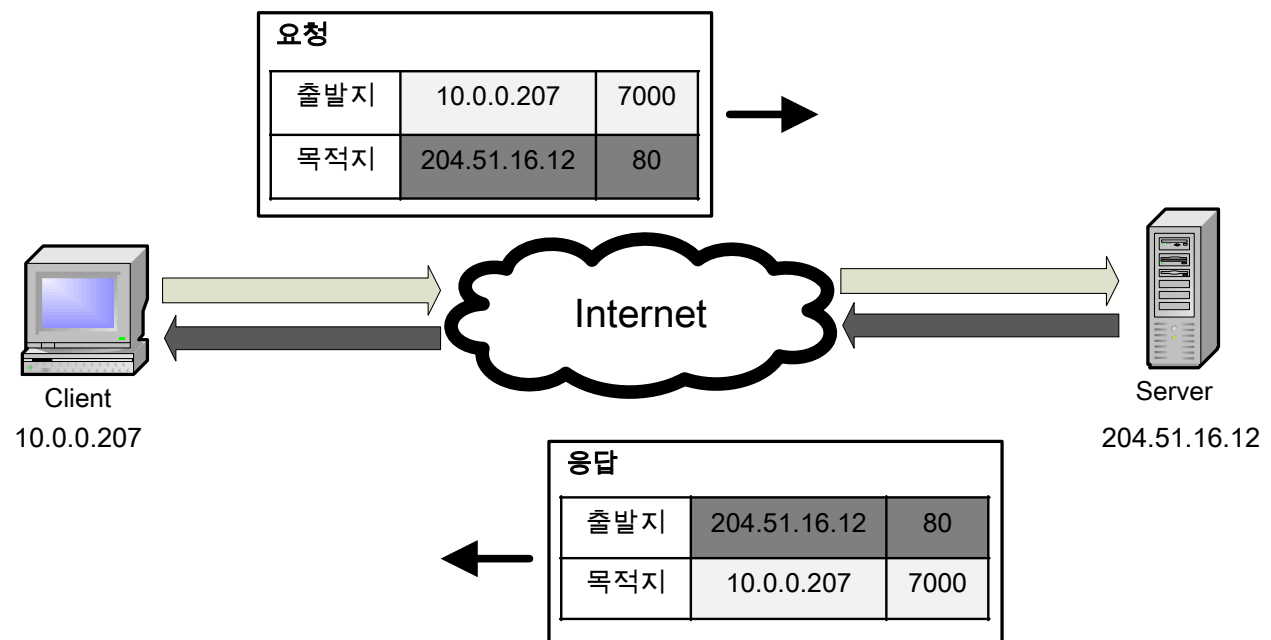 요청
출발지 10.0.0.207 7000
목적지 204.51.16.12 80
Internet
Client
10.0.0.207
Server
204.51.16.12
응답
출발지 204.51.16.12 80
목적지 10.0.0.207 7000